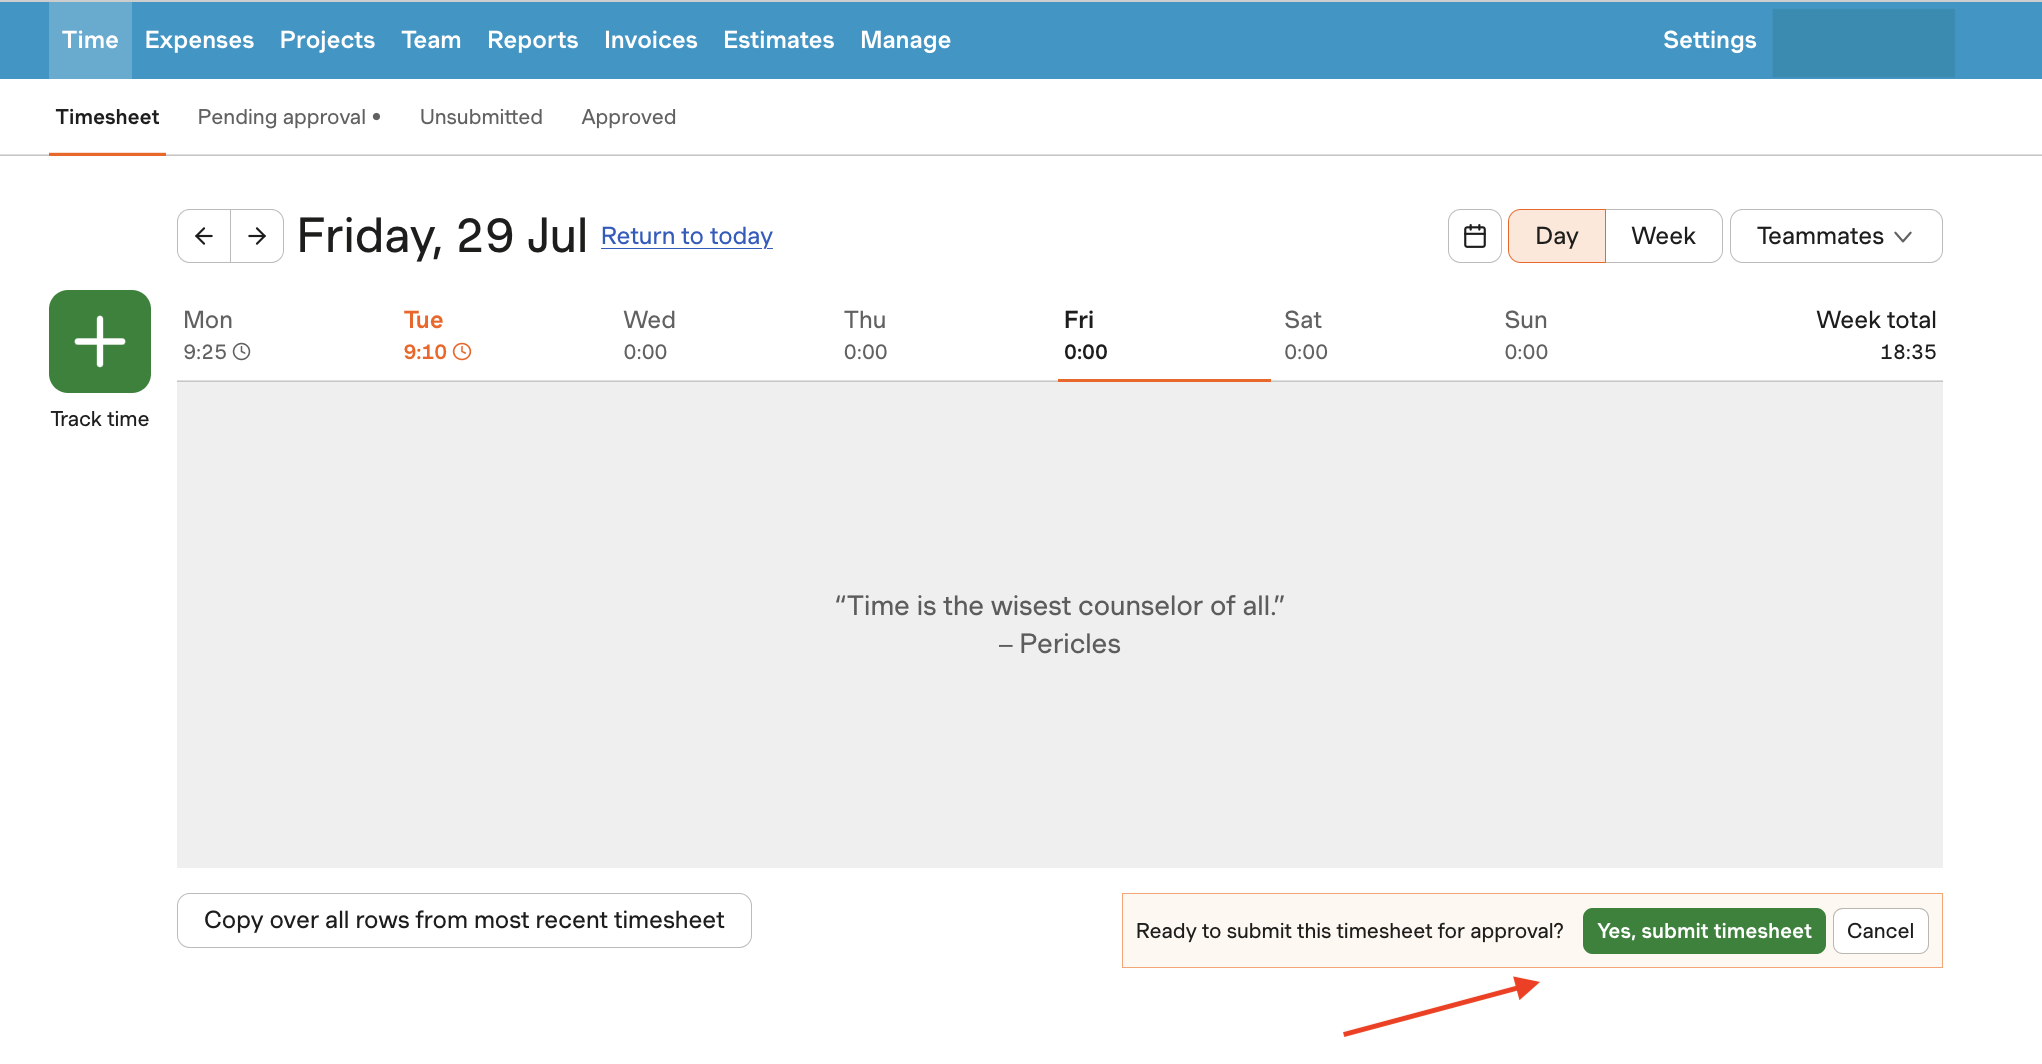 Time Expenses Projects Team Reports Invoices Estimates Manage Settings
Timesheet Pending approval • Unsubmitted Approved
Friday, 29 Jul Return to today Day Week Teammates
Mon Tue Wed Thu Fri Sat Sun Week total
9:25 9:10 0:00 0:00 0:00 0:00 0:00 18:35
Track time
“Time is the wisest counselor of all.”
– Pericles
Copy over all rows from most recent timesheet
Ready to submit this timesheet for approval? Yes, submit timesheet Cancel